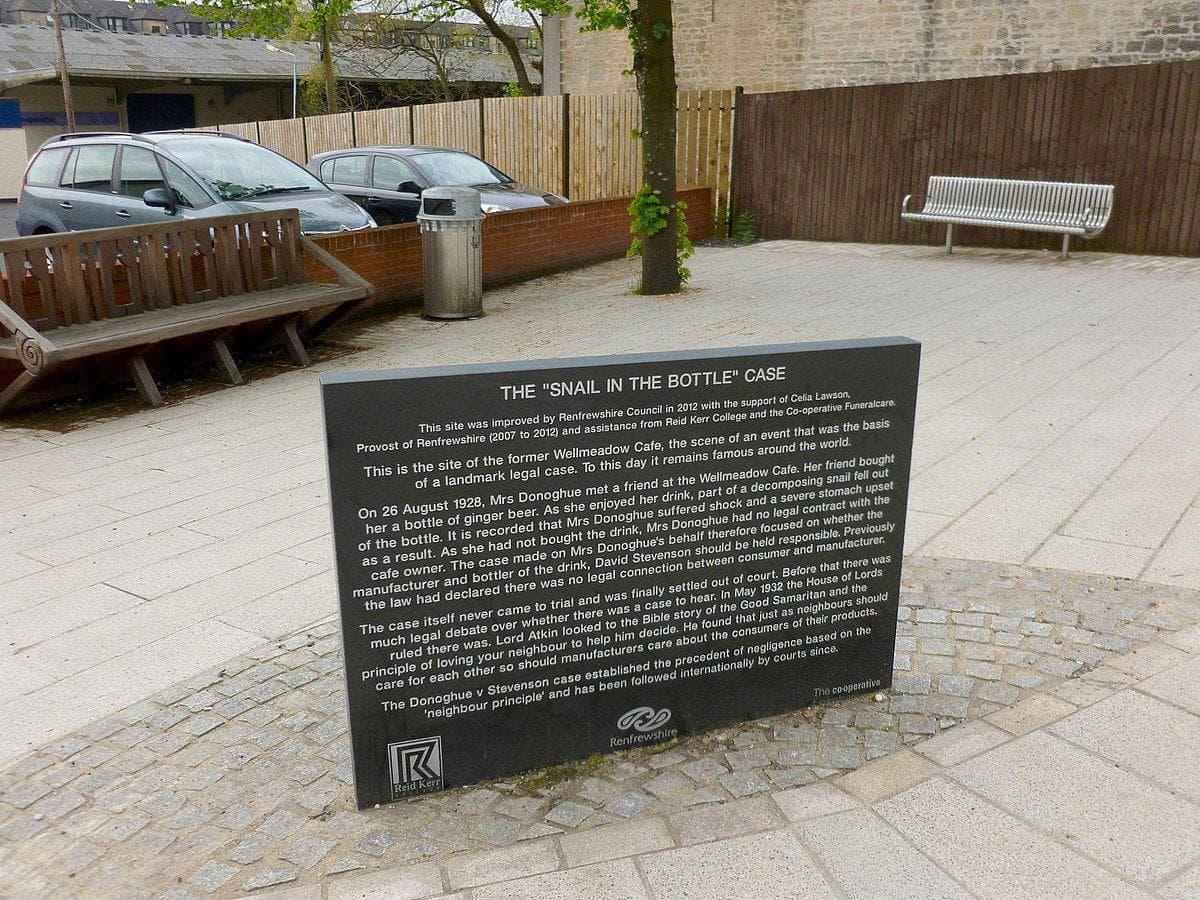 THE "SNAIL IN THE BOTTLE" CASE
This site was improved by Renfrewshire Council in 2012 with the support of Celia Lawson,
Provost of Renfrewshire (2007 to 2012) and assistance from Reid Kerr College and the Co-operative Funeralcare.
This is the site of the former Wellmeadow Cafe, the scene of an event that was the basis
of a landmark legal case. To this day it remains famous around the world.
On 26 August 1928, Mrs Donoghue met a friend at the Wellmeadow Cafe. Her friend bought
her a bottle of ginger beer. As she enjoyed her drink, part of a decomposing snail fell out
of the bottle. It is recorded that Mrs Donoghue suffered shock and a severe stomach upset
as a result. As she had not bought the drink, Mrs Donoghue had no legal contract with the
cafe owner. The case made on Mrs Donoghue's behalf therefore focused on whether the
manufacturer and bottler of the drink, David Stevenson should be held responsible. Previously
the law had declared there was no legal connection between consumer and manufacturer.
The case itself never came to trial and was finally settled out of court. Before that there was
much legal debate over whether there was a case to hear. In May 1932 the House of Lords
ruled there was. Lord Atkin looked to the Bible story of the Good Samaritan and the
principle of loving your neighbour to help him decide. He found that just as neighbours should
care for each other so should manufacturers care about the consumers of their products.
The Donoghue v Stevenson case established the precedent of negligence based on the
'neighbour principle' and has been followed internationally by courts since.
The co-operative
Renfrewshire
Reid Kerr
COLLEGE